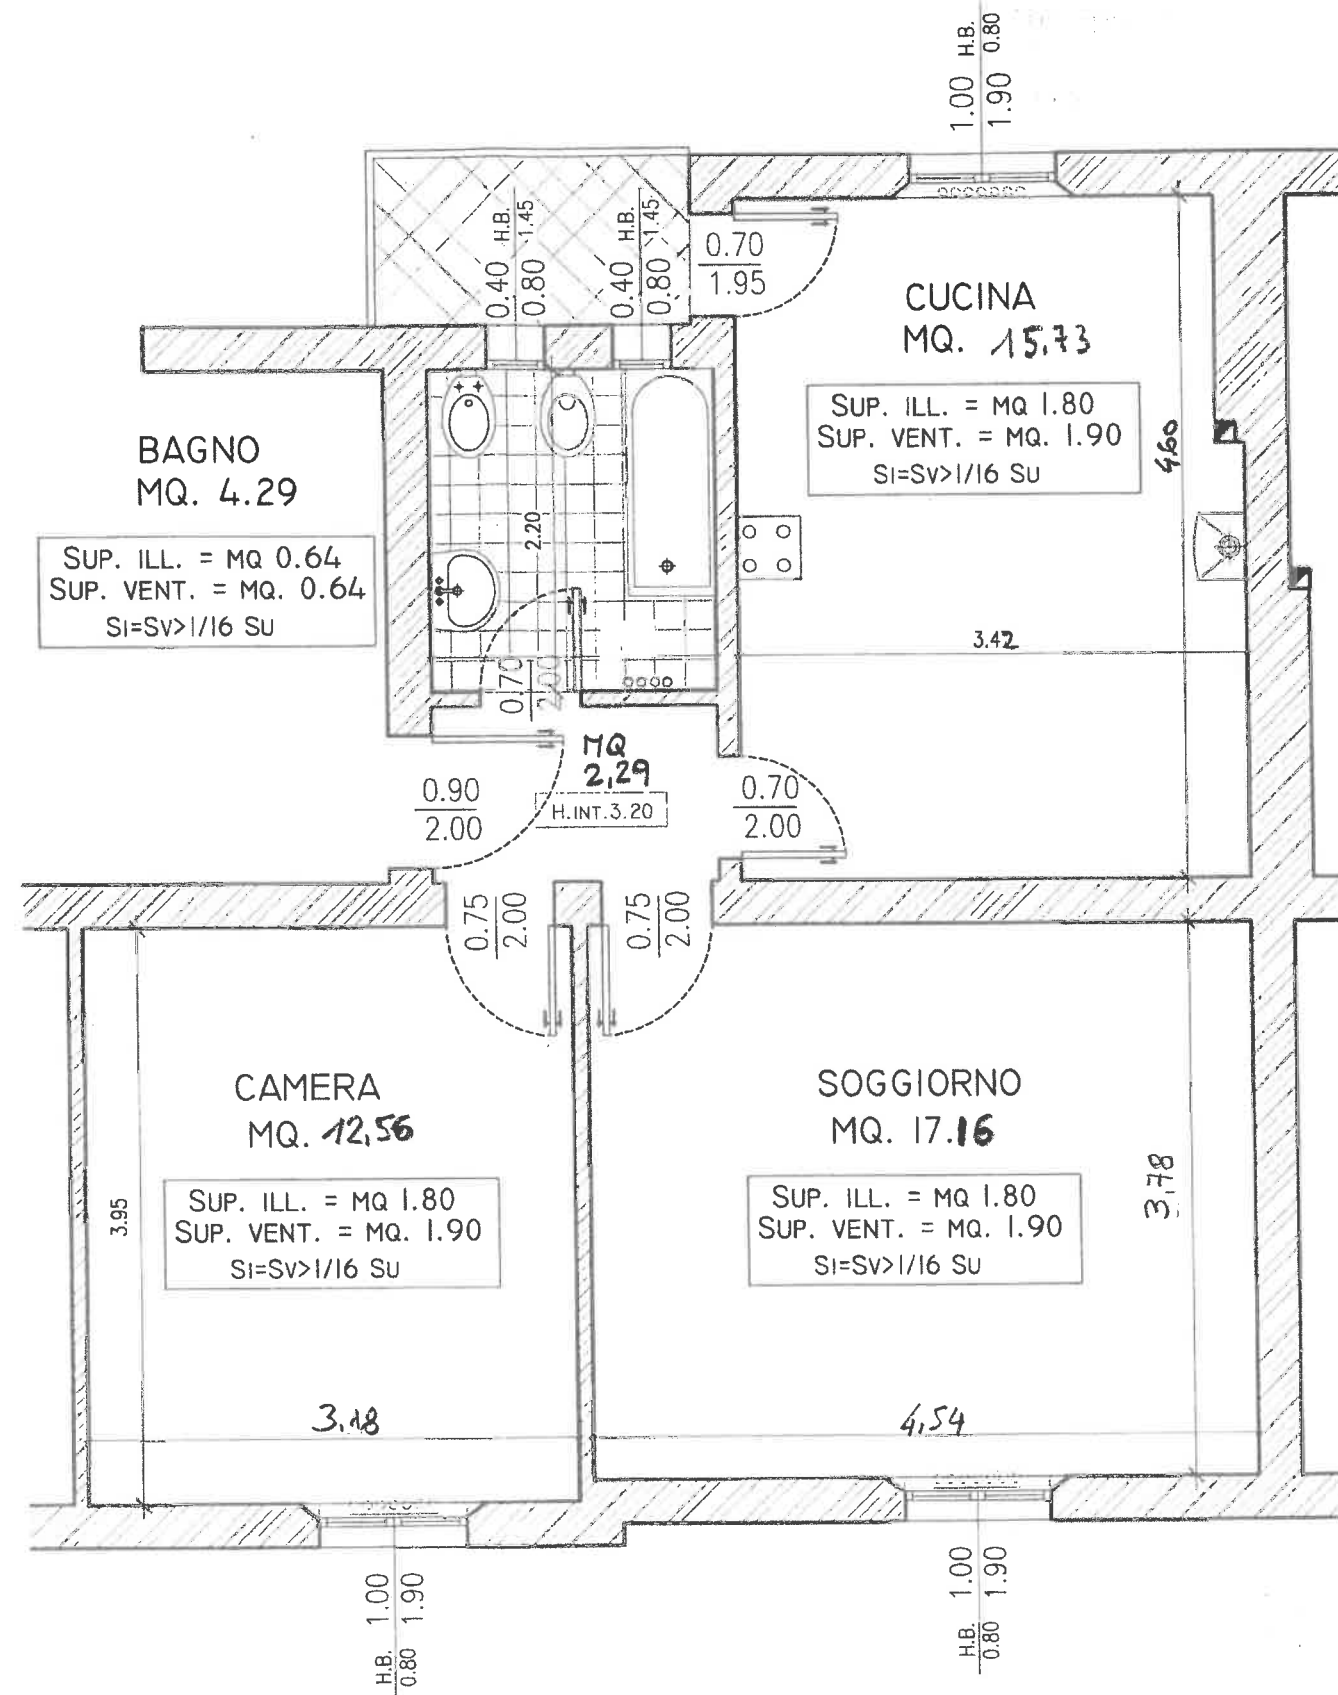 1.00
1.90
H.B.
0.80
0.40
0.80
H.B.
1.45
0.40
0.80
H.B.
1.45
0.70
1.95
CUCINA
MQ. 15,73
SUP. ILL. = MQ 1.80
SUP. VENT. = MQ. 1.90
SI=SV>1/16 SU
4,60
BAGNO
MQ. 4.29
SUP. ILL. = MQ 0.64
SUP. VENT. = MQ. 0.64
SI=SV>1/16 SU
2.20
3.42
0.70
2.00
MQ
2,29
H.INT.3.20
0.90
2.00
0.70
2.00
0.75
2.00
0.75
2.00
CAMERA
MQ. 12,56
SUP. ILL. = MQ 1.80
SUP. VENT. = MQ. 1.90
SI=SV>1/16 SU
3.95
3,18
SOGGIORNO
MQ. 17.16
SUP. ILL. = MQ 1.80
SUP. VENT. = MQ. 1.90
SI=SV>1/16 SU
3,78
4,54
1.00
1.90
H.B.
0.80
1.00
1.90
H.B.
0.80